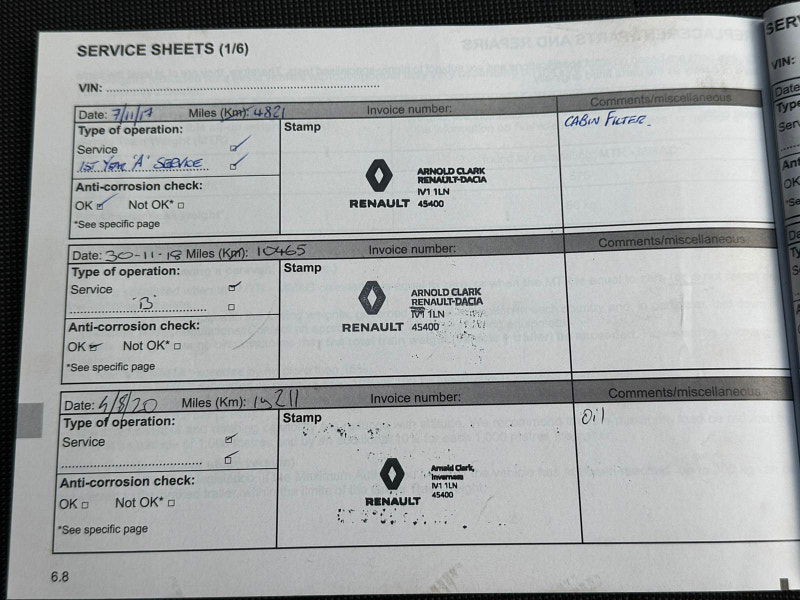 SERVICE SHEETS (1/6)
VIN:
Date: 7/11/17 Miles (Km): 4821 Invoice number: Comments/miscellaneous
Type of operation:
Service
1ST YEAR 'A' SERVICE
Anti-corrosion check:
OK Not OK*
*See specific page
Stamp
RENAULT
ARNOLD CLARK
RENAULT-DACIA
IV1 1LN
45400
CABIN FILTER
Date: 30-11-18 Miles (Km): 10465 Invoice number: Comments/miscellaneous
Type of operation:
Service
'B'
Anti-corrosion check:
OK Not OK*
*See specific page
Stamp
RENAULT
ARNOLD CLARK
RENAULT-DACIA
IV1 1LN
45400
Date: 4/8/20 Miles (Km): Invoice number: Comments/miscellaneous
Type of operation:
Service
Anti-corrosion check:
OK Not OK*
*See specific page
Stamp
RENAULT
Arnold Clark,
Inverness
IV1 1LN
45400
Oil
6.8
VIN: